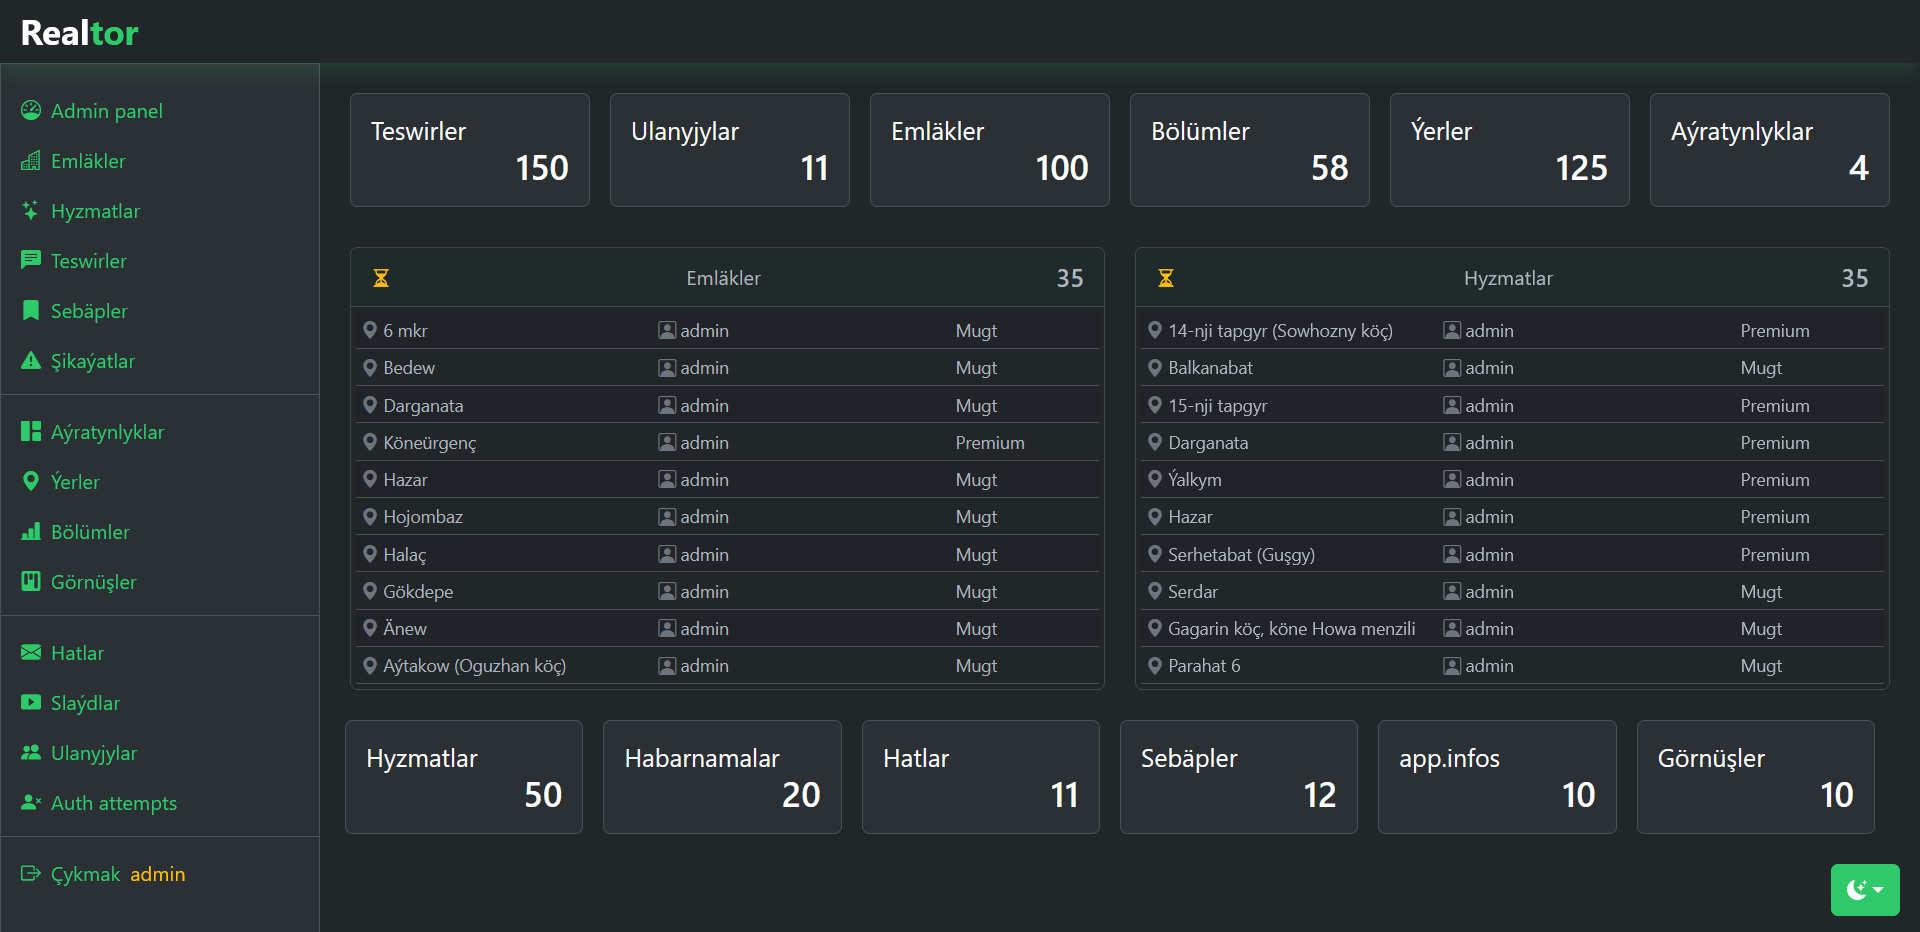 Realtor
Admin panel
Emläkler
Hyzmatlar
Teswirler
Sebäpler
Şikaýatlar
Aýratynlyklar
Ýerler
Bölümler
Görnüşler
Hatlar
Slaýdlar
Ulanyjylar
Auth attempts
Çykmak admin
Teswirler
150
Ulanyjylar
11
Emläkler
100
Bölümler
58
Ýerler
125
Aýratynlyklar
4
Emläkler 35
6 mkr admin Mugt
Bedew admin Mugt
Darganata admin Mugt
Köneürgenç admin Premium
Hazar admin Mugt
Hojombaz admin Mugt
Halaç admin Mugt
Gökdepe admin Mugt
Änew admin Mugt
Aýtakow (Oguzhan köç) admin Mugt
Hyzmatlar 35
14-nji tapgyr (Sowhozny köç) admin Premium
Balkanabat admin Mugt
15-nji tapgyr admin Premium
Darganata admin Premium
Ýalkym admin Premium
Hazar admin Premium
Serhetabat (Guşgy) admin Premium
Serdar admin Mugt
Gagarin köç, köne Howa menzili admin Mugt
Parahat 6 admin Mugt
Hyzmatlar
50
Habarnamalar
20
Hatlar
11
Sebäpler
12
app.infos
10
Görnüşler
10